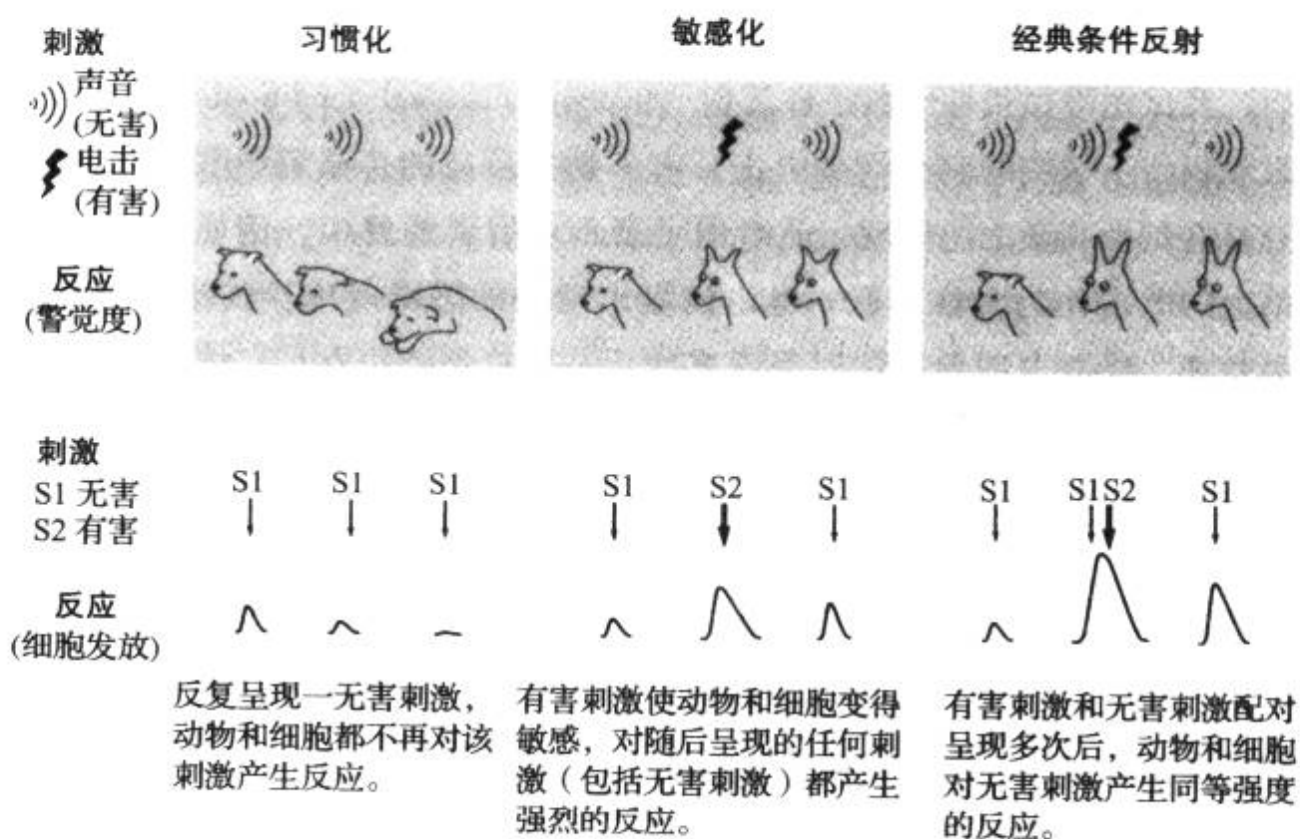 刺激
习惯化
敏感化
经典条件反射
声音
(无害)
电击
(有害)
反应
(警觉度)
刺激
S1 无害
S2 有害
S1
S1
S1
S1
S2
S1
S1
S1 S2
S1
反应
(细胞发放)
反复呈现一无害刺激，
动物和细胞都不再对该
刺激产生反应。
有害刺激使动物和细胞变得
敏感，对随后呈现的任何刺
激（包括无害刺激）都产生
强烈的反应。
有害刺激和无害刺激配对
呈现多次后，动物和细胞
对无害刺激产生同等强度
的反应。